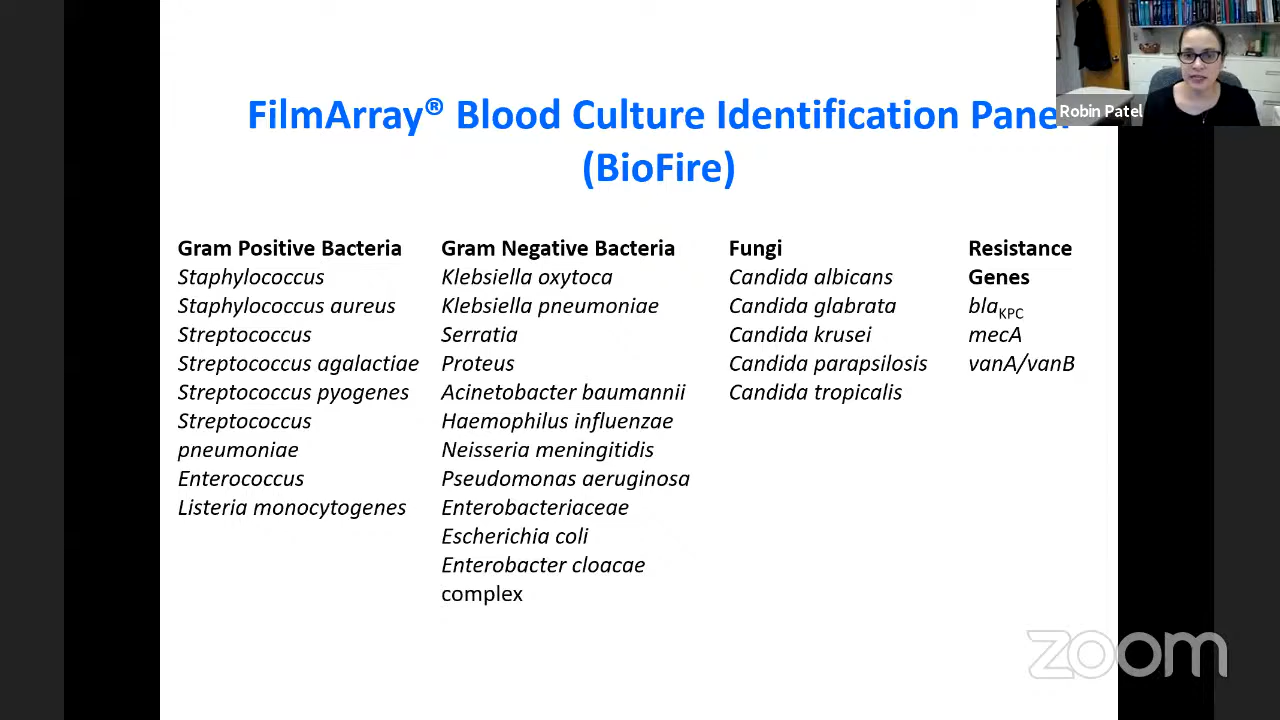 FilmArray® Blood Culture Identification Panel
(BioFire)
Robin Patel
Gram Positive Bacteria
Staphylococcus
Staphylococcus aureus
Streptococcus
Streptococcus agalactiae
Streptococcus pyogenes
Streptococcus
pneumoniae
Enterococcus
Listeria monocytogenes
Gram Negative Bacteria
Klebsiella oxytoca
Klebsiella pneumoniae
Serratia
Proteus
Acinetobacter baumannii
Haemophilus influenzae
Neisseria meningitidis
Pseudomonas aeruginosa
Enterobacteriaceae
Escherichia coli
Enterobacter cloacae
complex
Fungi
Candida albicans
Candida glabrata
Candida krusei
Candida parapsilosis
Candida tropicalis
Resistance
Genes
blaKPC
mecA
vanA/vanB
zoom